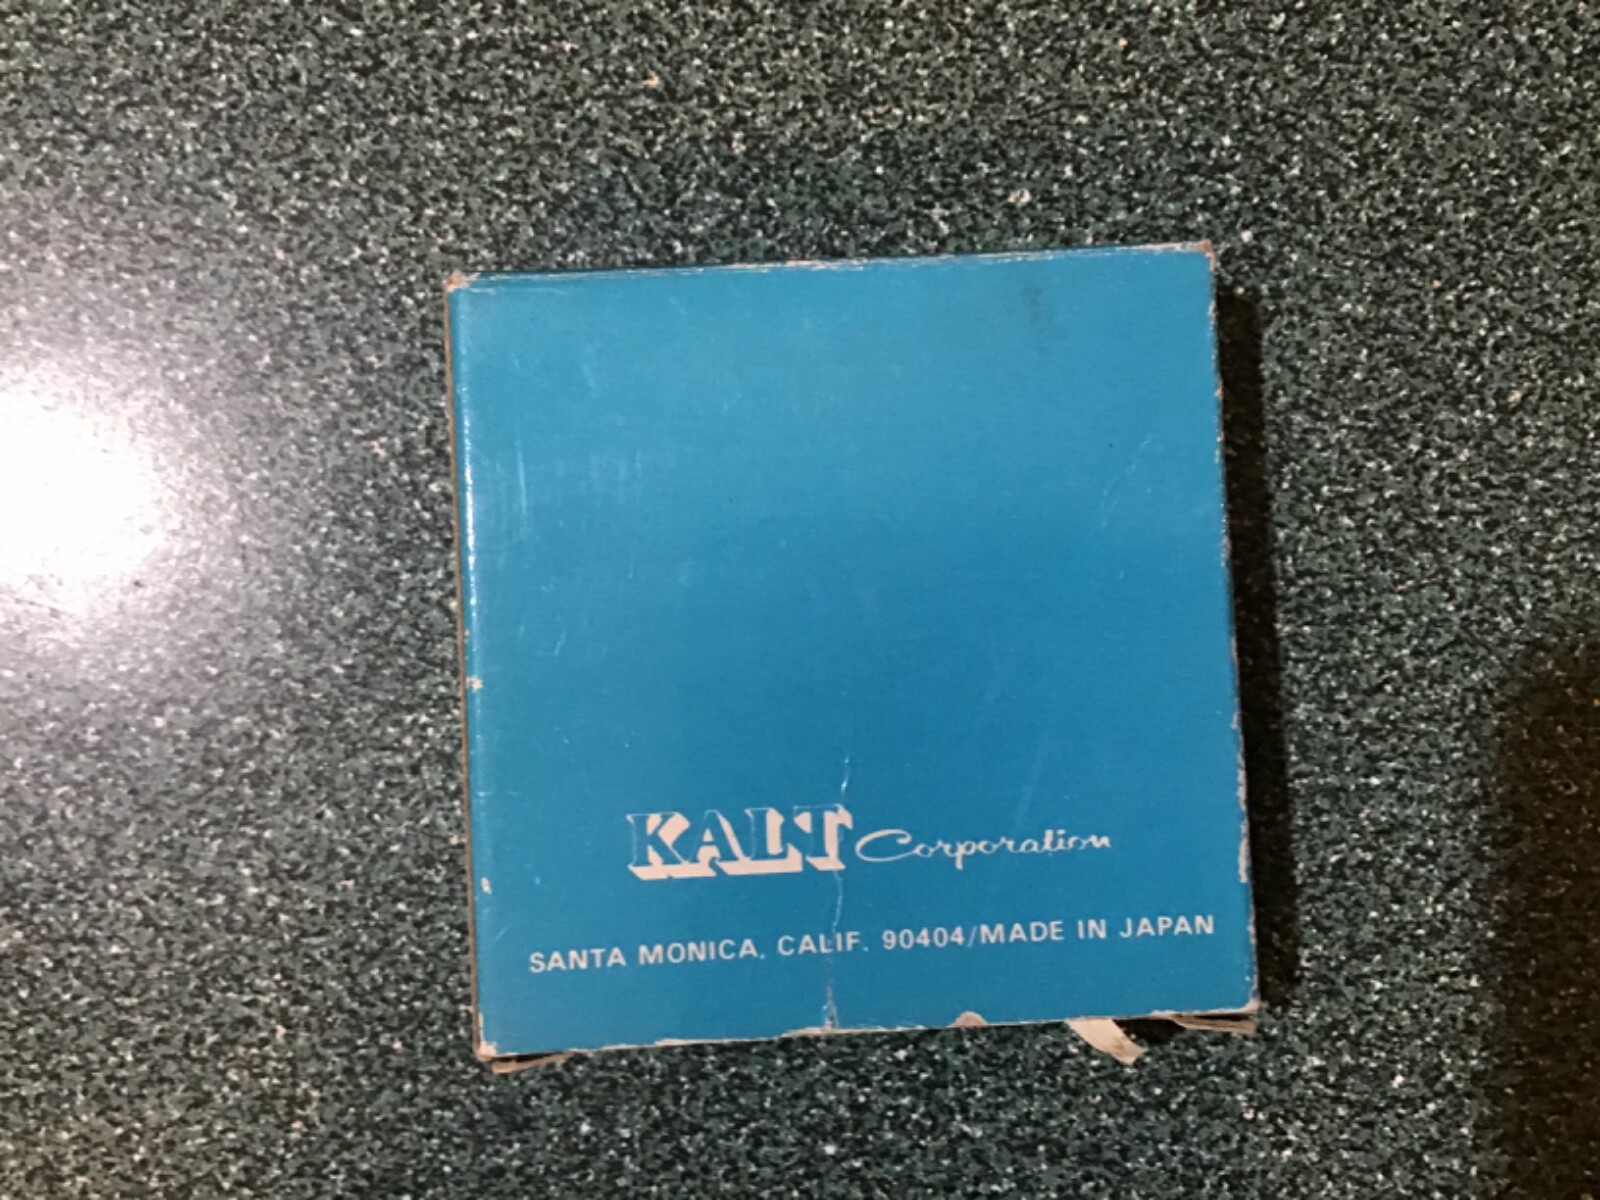 KALT Corporation
SANTA MONICA, CALIF. 90404/MADE IN JAPAN